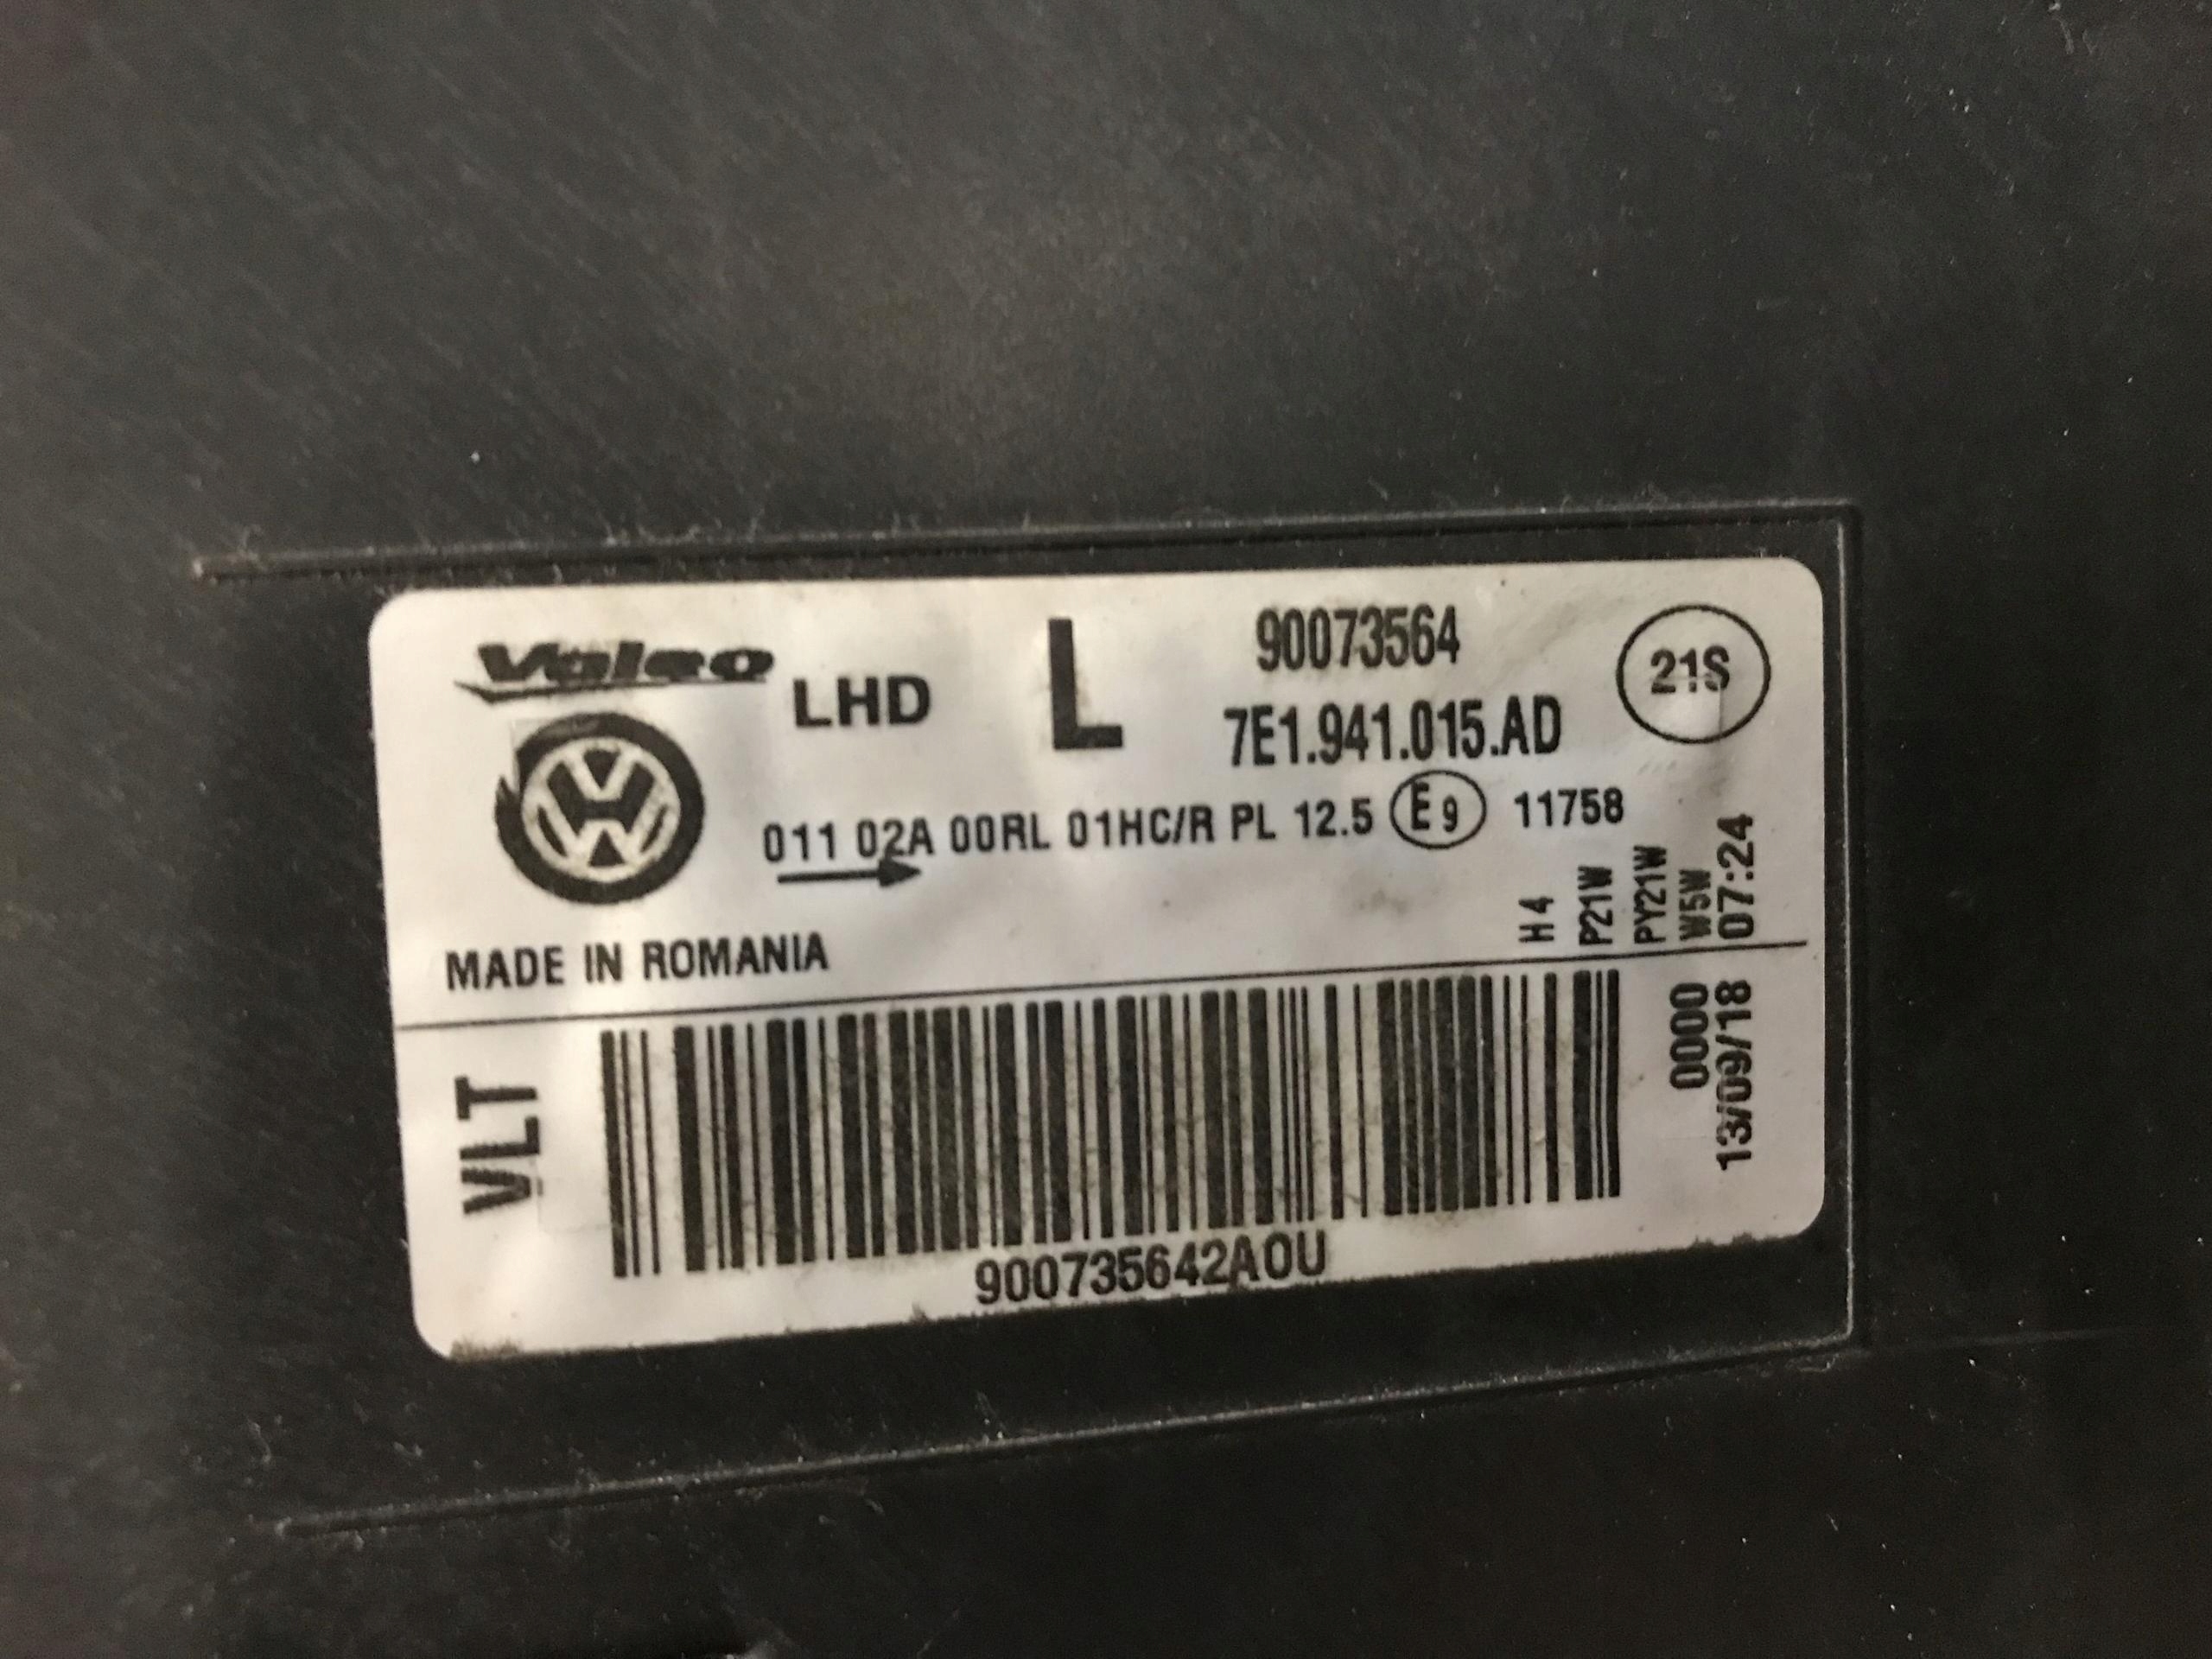 Valeo
LHD
L
90073564
7E1.941.015.AD
21S
011 02A 00RL 01HC/R PL 12.5 E9 11758
H4
P21W
PY21W
W5W
07:24
MADE IN ROMANIA
VLT
0000
13/09/18
900735642A0U